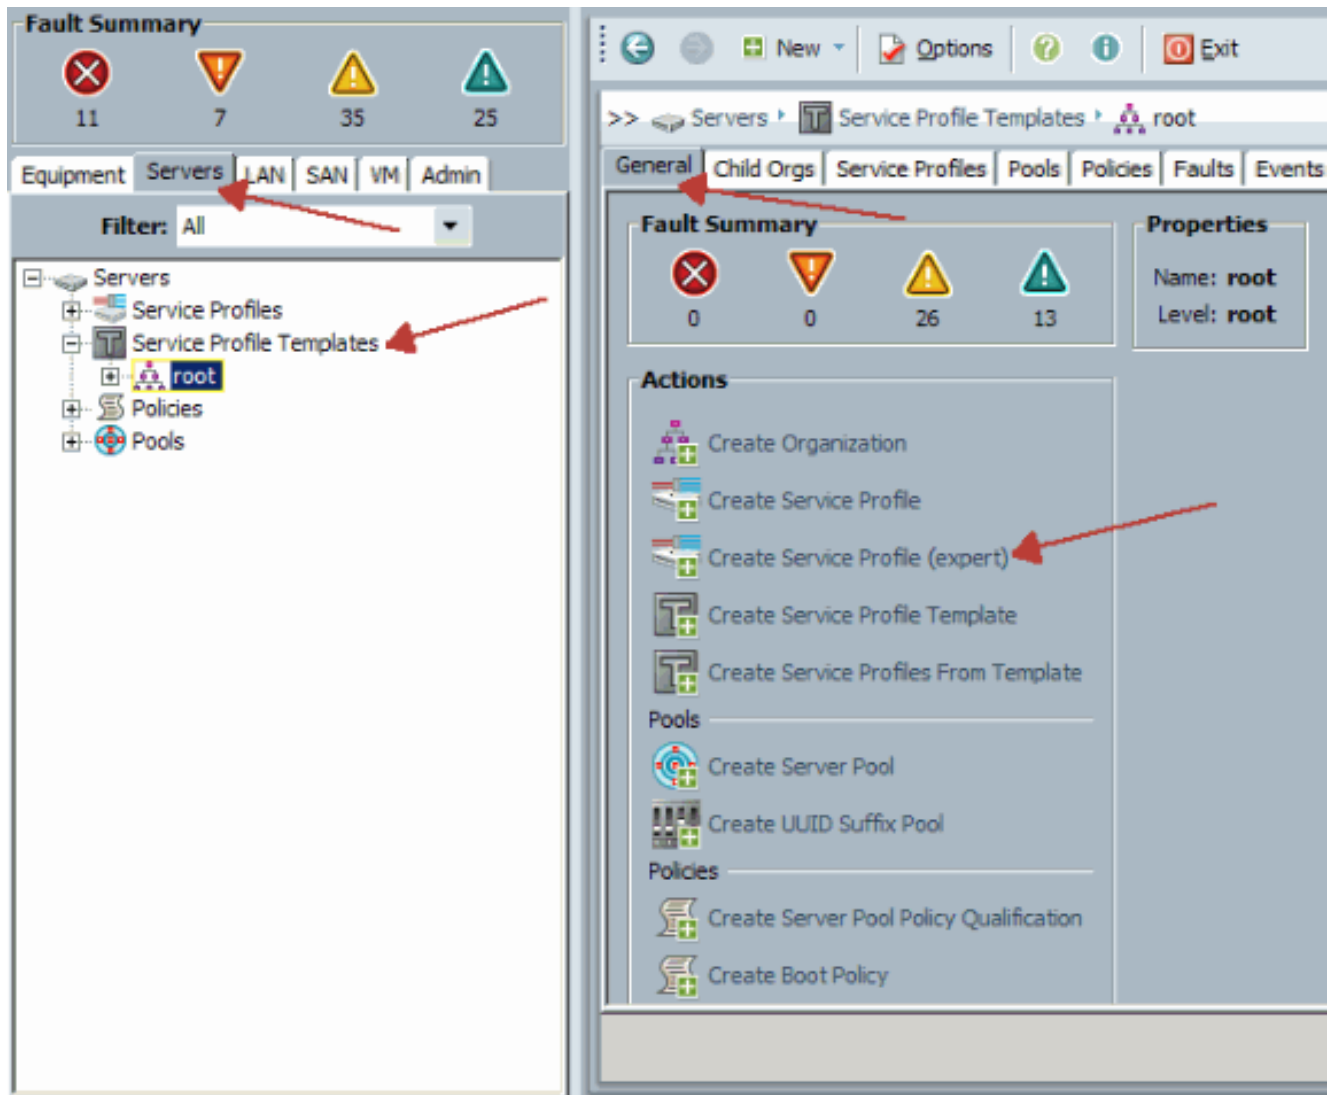 Fault Summary
11 7 35 25
Equipment Servers LAN SAN VM Admin
Filter: All
Servers
Service Profiles
Service Profile Templates
root
Policies
Pools
New Options ? i Exit
>> Servers Service Profile Templates root
General Child Orgs Service Profiles Pools Policies Faults Events
Fault Summary
0 0 26 13
Properties
Name: root
Level: root
Actions
Create Organization
Create Service Profile
Create Service Profile (expert)
Create Service Profile Template
Create Service Profiles From Template
Pools
Create Server Pool
Create UUID Suffix Pool
Policies
Create Server Pool Policy Qualification
Create Boot Policy